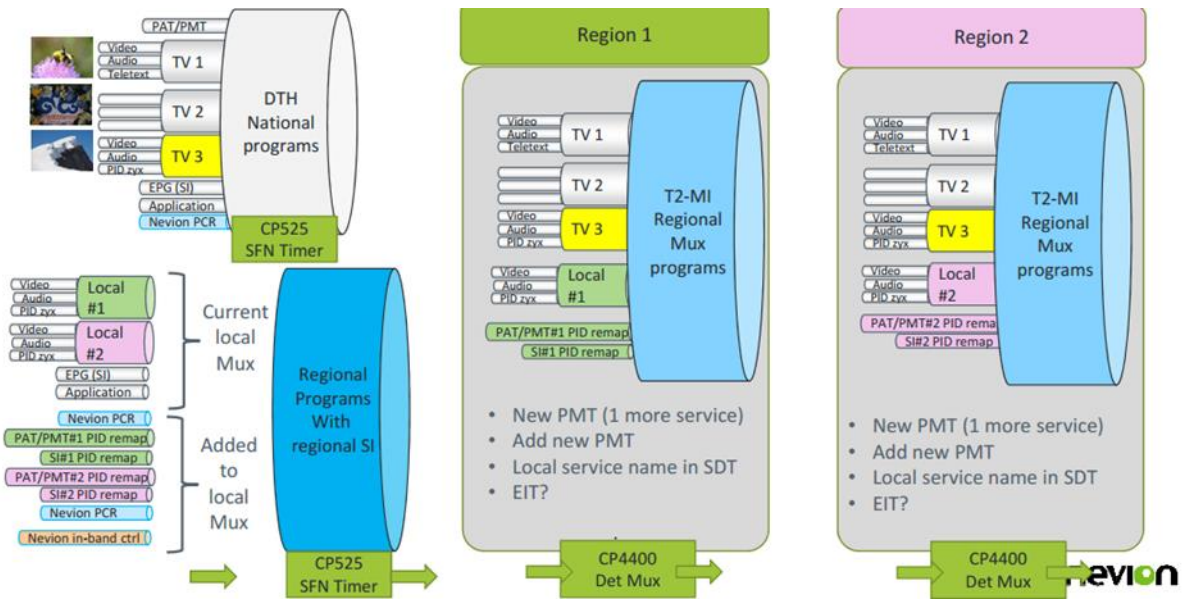 PAT/PMT
Video
Audio
Teletext
TV 1
TV 2
Video
Audio
PID zyx
TV 3
EPG (SI)
Application
Nevion PCR
DTH
National
programs
CP525
SFN Timer
Video
Audio
PID zyx
Local
#1
Video
Audio
PID zyx
Local
#2
EPG (SI)
Application
Current
local
Mux
Nevion PCR
PAT/PMT#1 PID remap
SI#1 PID remap
PAT/PMT#2 PID remap
SI#2 PID remap
Nevion PCR
Nevion in-band ctrl
Added
to
local
Mux
Regional
Programs
With
regional SI
CP525
SFN Timer
Region 1
Video
Audio
Teletext
TV 1
TV 2
Video
Audio
PID zyx
TV 3
Video
Audio
PID zyx
Local
#1
PAT/PMT#1 PID remap
SI#1 PID remap
T2-MI
Regional
Mux
programs
• New PMT (1 more service)
• Add new PMT
• Local service name in SDT
• EIT?
CP4400
Det Mux
Region 2
Video
Audio
Teletext
TV 1
TV 2
Video
Audio
PID zyx
TV 3
Video
Audio
PID zyx
Local
#2
PAT/PMT#2 PID rema
SI#2 PID remap
T2-MI
Regional
Mux
programs
• New PMT (1 more service)
• Add new PMT
• Local service name in SDT
• EIT?
CP4400
Det Mux
nevion